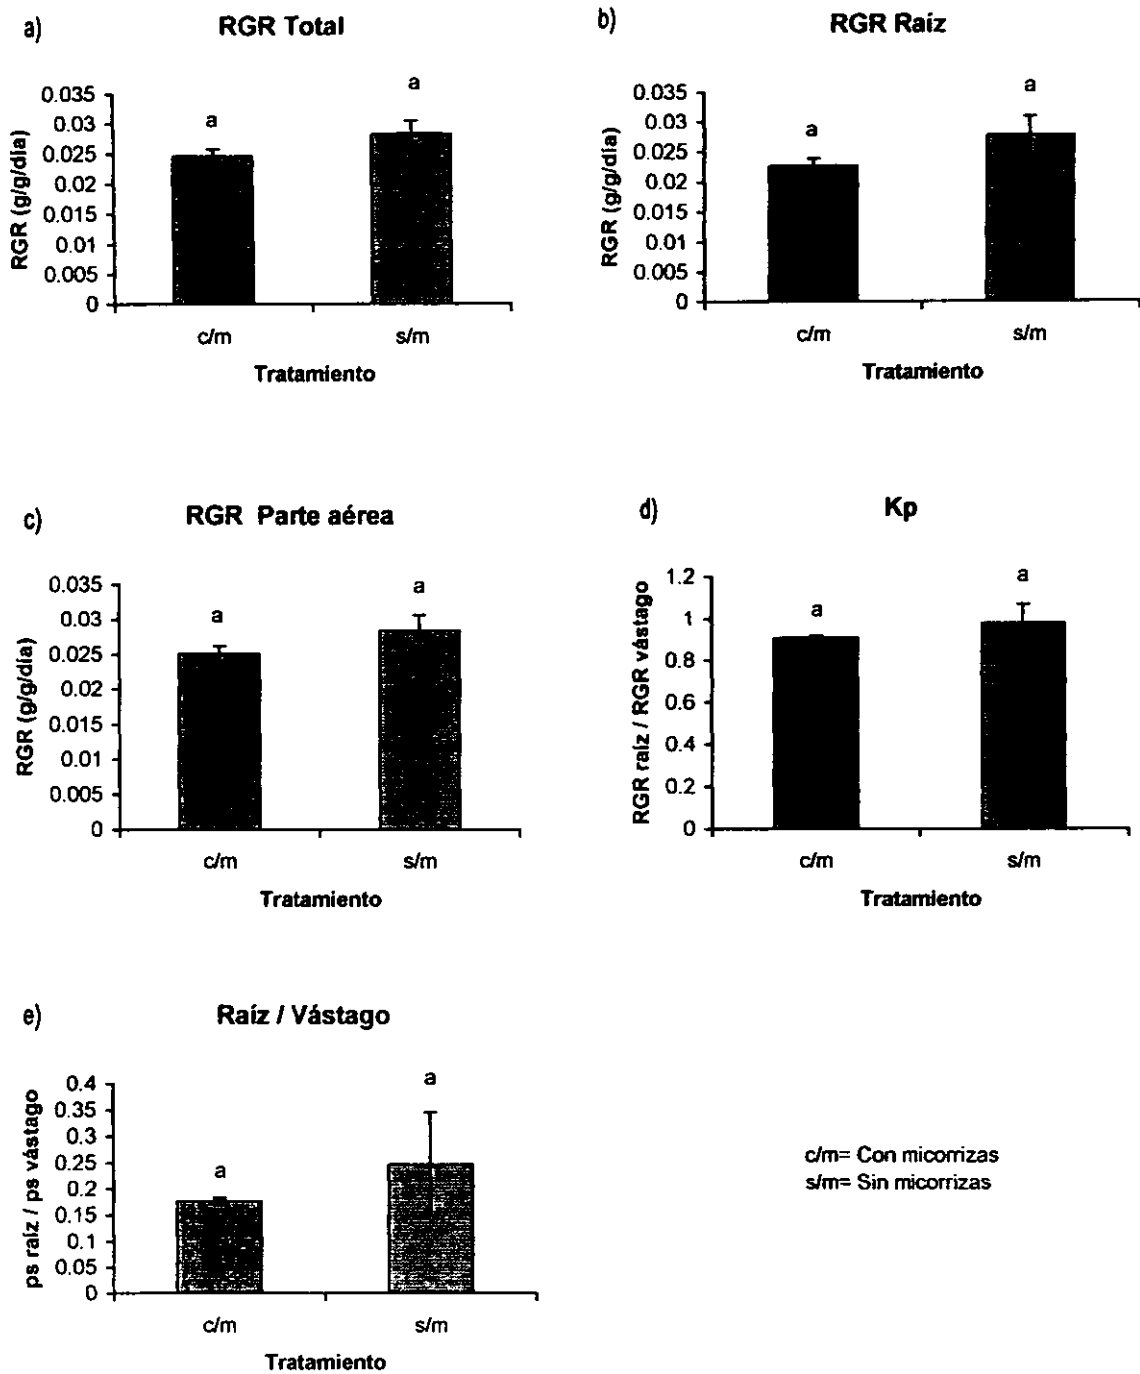 a)
RGR Total
RGR (g/g/día)
0.035
0.03
0.025
0.02
0.015
0.01
0.005
0
a
a
c/m
s/m
Tratamiento
b)
RGR Raíz
RGR (g/g/día)
0.035
0.03
0.025
0.02
0.015
0.01
0.005
0
a
a
c/m
s/m
Tratamiento
c)
RGR Parte aérea
RGR (g/g/día)
0.035
0.03
0.025
0.02
0.015
0.01
0.005
0
a
a
c/m
s/m
Tratamiento
d)
Kp
RGR raíz / RGR vástago
1.2
1
0.8
0.6
0.4
0.2
0
a
a
c/m
s/m
Tratamiento
e)
Raíz / Vástago
ps raíz / ps vástago
0.4
0.35
0.3
0.25
0.2
0.15
0.1
0.05
0
a
a
c/m
s/m
Tratamiento
c/m= Con micorrizas
s/m= Sin micorrizas